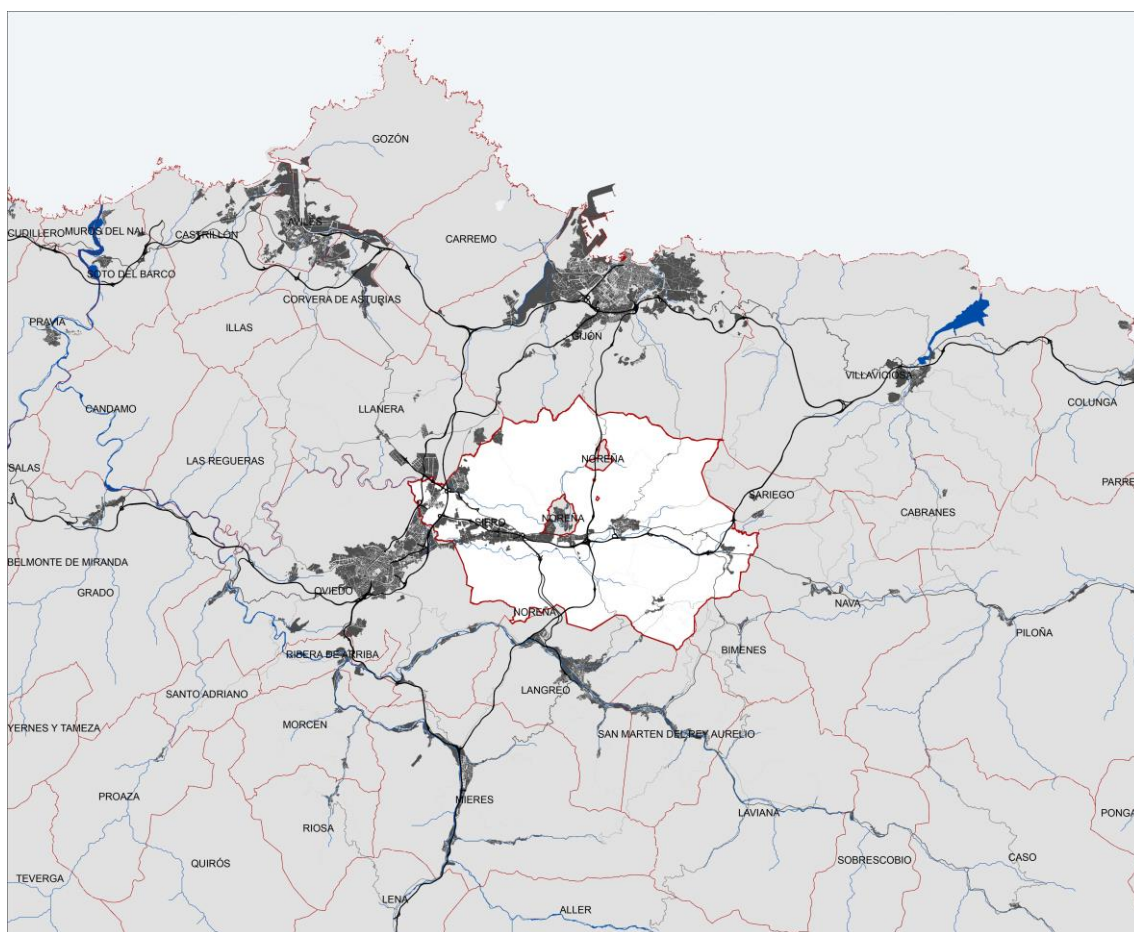 GOZÓN
AVILÉS
CUDILLERO
MUROS DEL NAL
CASTRILLÓN
CARREMO
SOTO DEL BARCO
CORVERA DE ASTURIAS
PRAVIA
ILLAS
GIJÓN
VILLAVICIOSA
COLUNGA
CANDAMO
LLANERA
LAS REGUERAS
SALAS
NOREÑA
PARRE
SARIEGO
CABRANES
SIERO
NOREÑA
BELMONTE DE MIRANDA
GRADO
OVIEDO
NAVA
NOREÑA
PILOÑA
RIBERA DE ARRIBA
BIMENES
SANTO ADRIANO
LANGREO
YERNES Y TAMEZA
MORCEN
SAN MARTEN DEL REY AURELIO
PROAZA
MIERES
LAVIANA
PONGA
RIOSA
QUIRÓS
SOBRESCOBIO
CASO
TEVERGA
LENA
ALLER